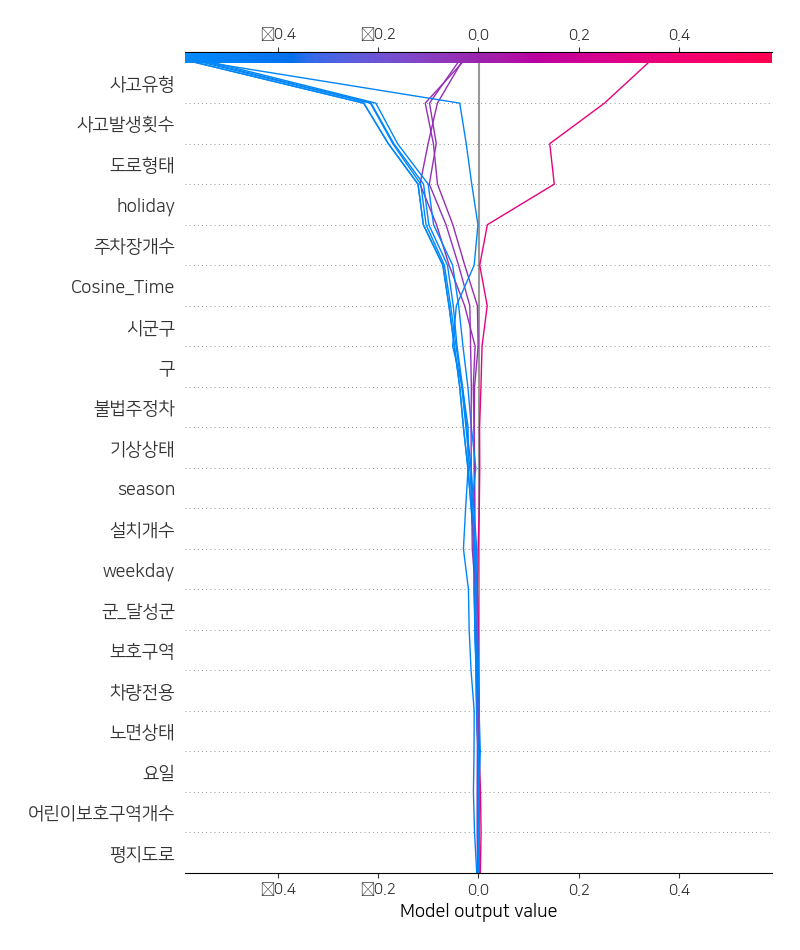 ▯0.4 ▯0.2 0.0 0.2 0.4
사고유형
사고발생횟수
도로형태
holiday
주차장개수
Cosine_Time
시군구
구
불법주정차
기상상태
season
설치개수
weekday
군_달성군
보호구역
차량전용
노면상태
요일
어린이보호구역개수
평지도로
▯0.4 ▯0.2 0.0 0.2 0.4
Model output value